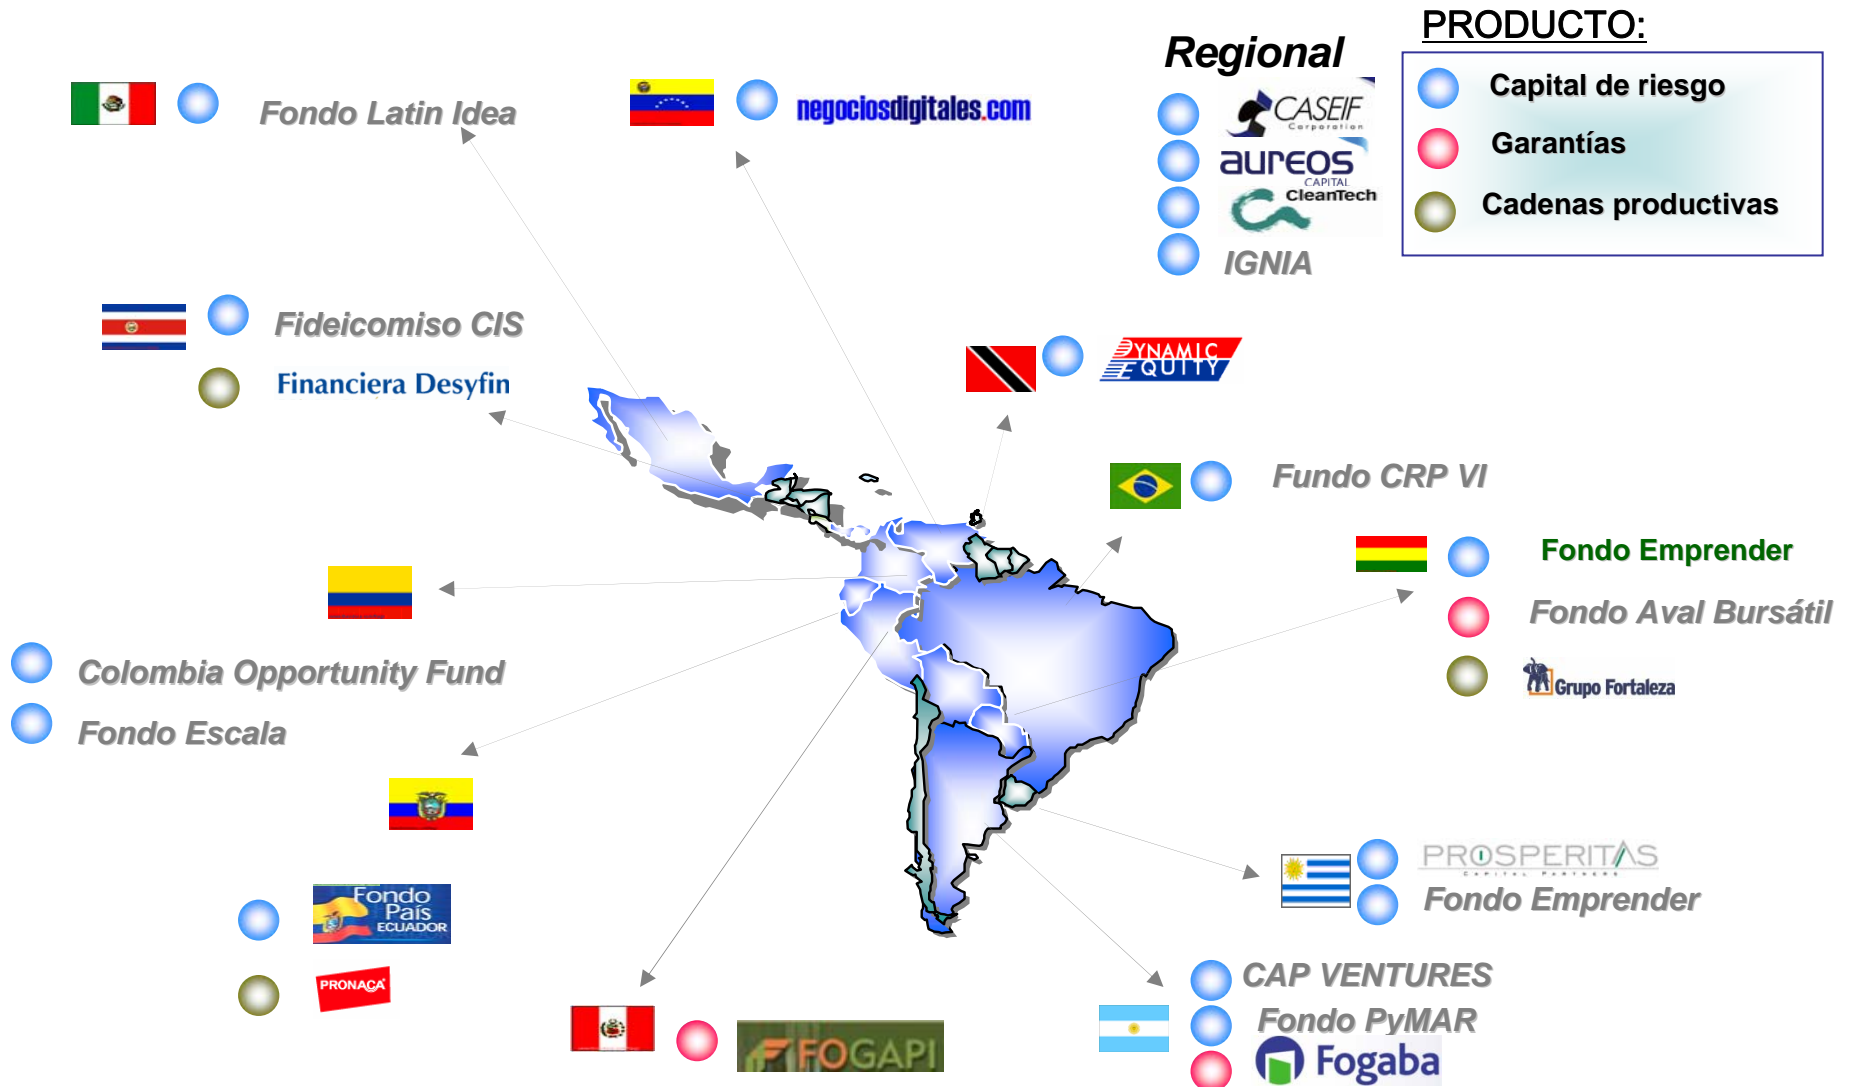 PRODUCTO:
Regional
Capital de riesgo
Garantías
Cadenas productivas
CASEIF
Corporation
aureos
CAPITAL
CleanTech
IGNIA
Fondo Latin Idea
negociosdigitales.com
Fideicomiso CIS
Financiera Desyfin
DYNAMIC
EQUITY
Fundo CRP VI
Fondo Emprender
Fondo Aval Bursátil
Grupo Fortaleza
Colombia Opportunity Fund
Fondo Escala
Fondo
País
ECUADOR
PRONACA
FOGAPI
PROSPERITAS
CAPITAL PARTNERS
Fondo Emprender
CAP VENTURES
Fondo PyMAR
Fogaba